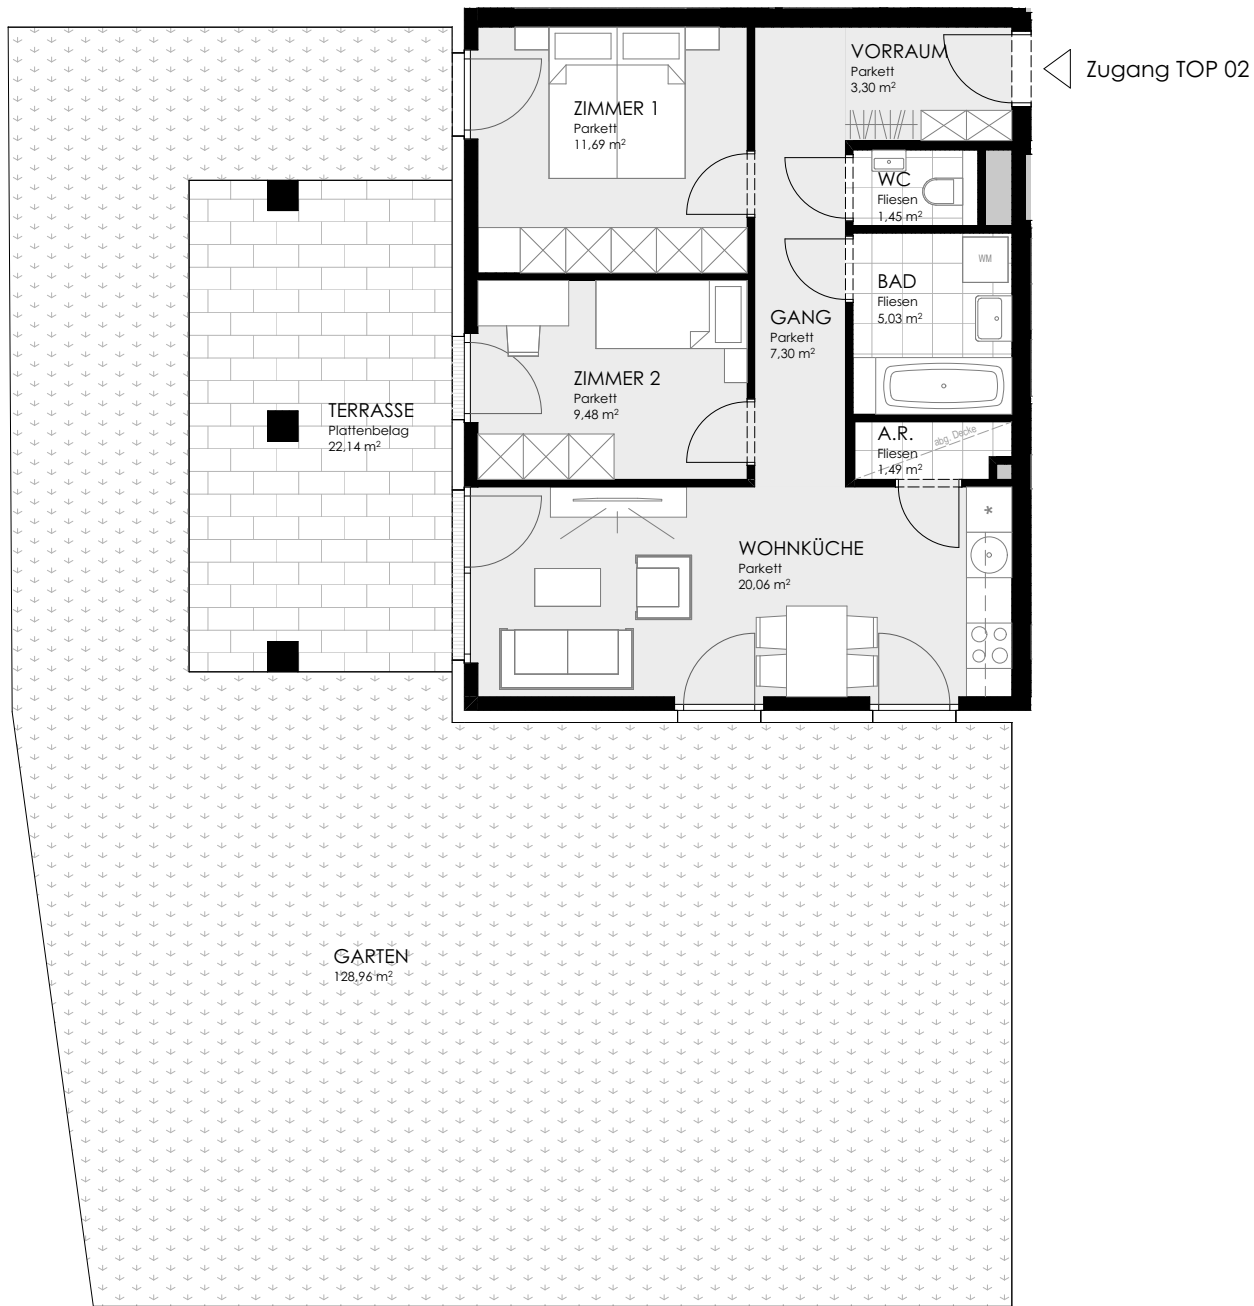 VORRAUM
Parkett
3,30 m²
Zugang TOP 02
ZIMMER 1
Parkett
11,69 m²
WC
Fliesen
1,45 m²
BAD
Fliesen
5,03 m²
WM
GANG
Parkett
7,30 m²
ZIMMER 2
Parkett
9,48 m²
TERRASSE
Plattenbelag
22,14 m²
A.R.
Fliesen
1,49 m²
abg. Decke
WOHNKÜCHE
Parkett
20,06 m²
GARTEN
128,96 m²